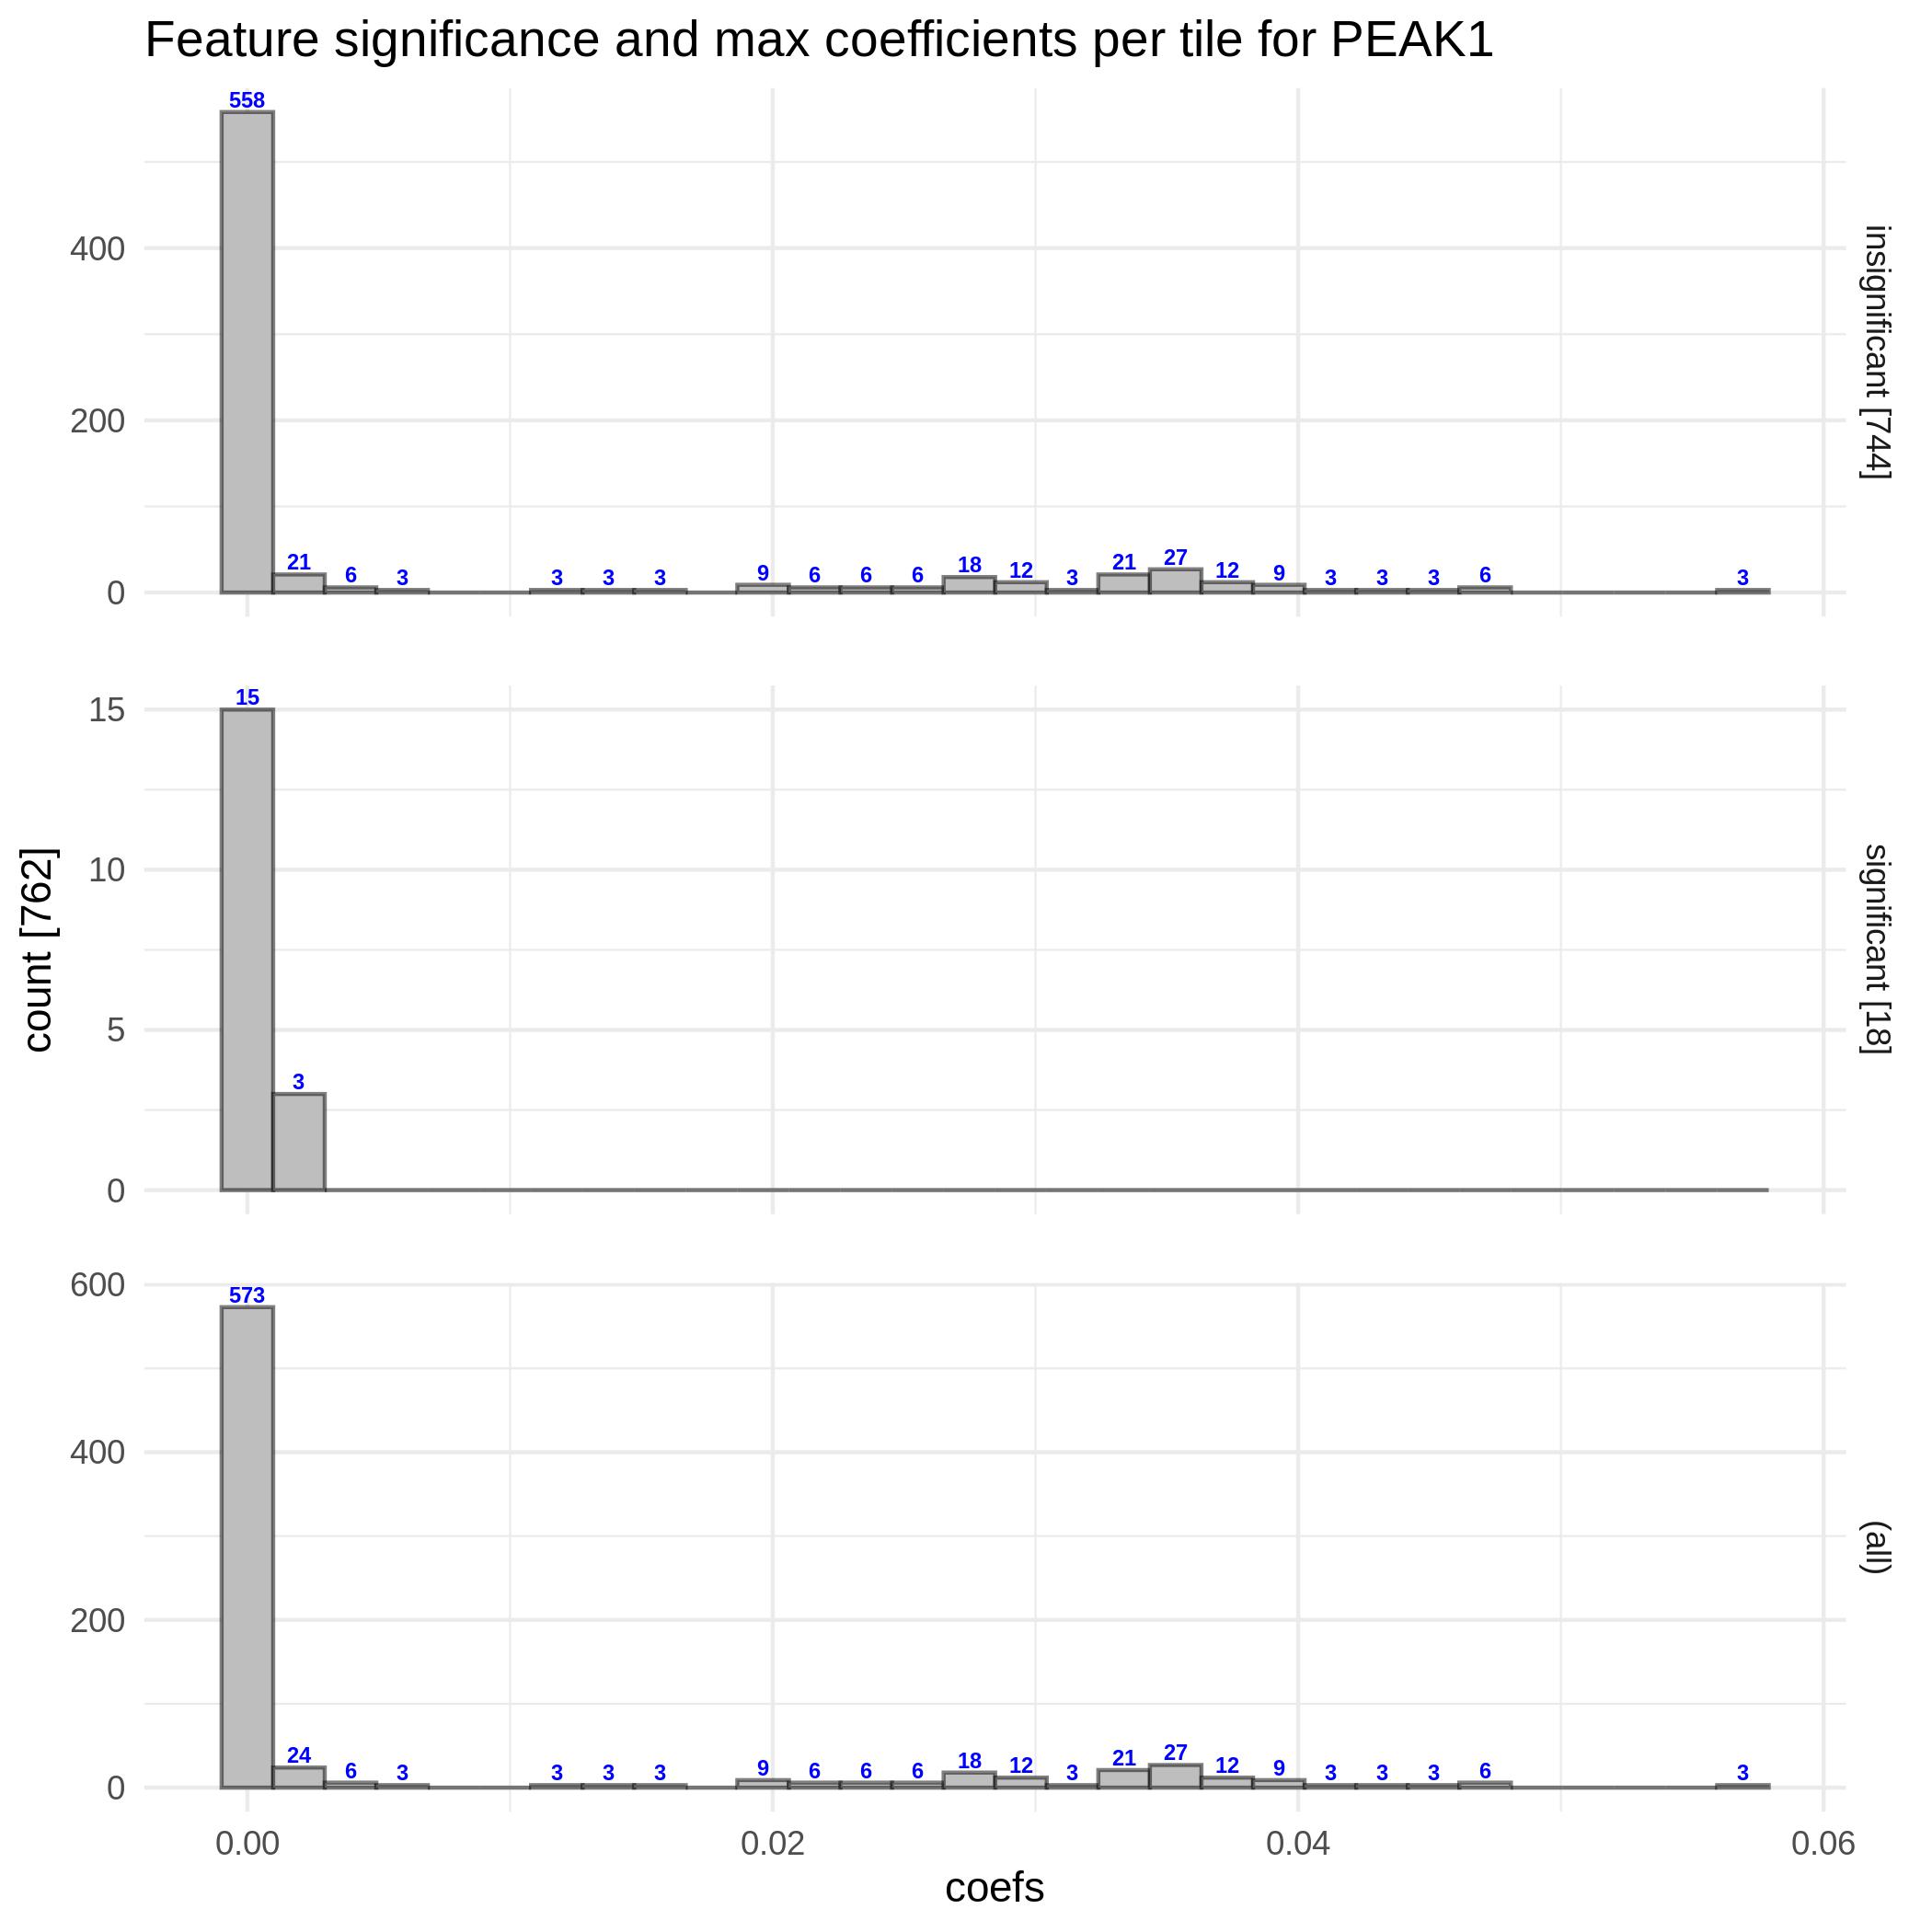 Feature significance and max coefficients per tile for PEAK1
558
400
200
0
21 6 3 3 3 3 9 6 6 6 18 12 3 21 27 12 9 3 3 3 6 3
insignificant [744]
15
15
10
5
0
3
significant [18]
count [762]
600
573
400
200
0
24 6 3 3 3 3 9 6 6 6 18 12 3 21 27 12 9 3 3 3 6 3
(all)
0.00 0.02 0.04 0.06
coefs